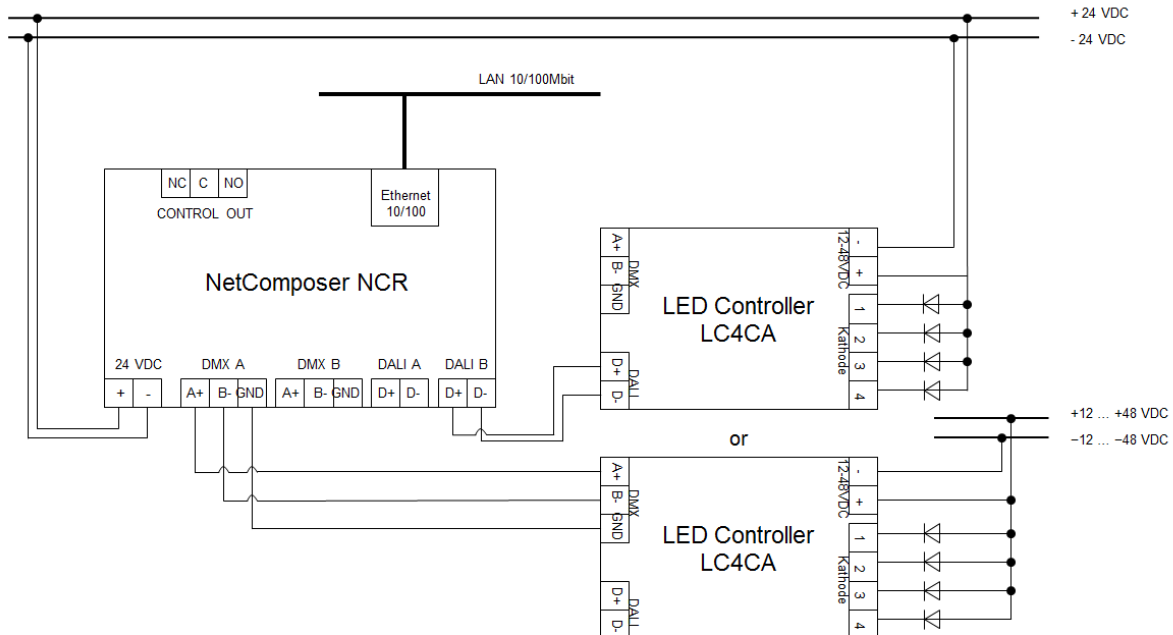 + 24 VDC
- 24 VDC
LAN 10/100Mbit
NC C NO
CONTROL OUT
Ethernet
10/100
NetComposer NCR
24 VDC DMX A DMX B DALI A DALI B
+ - A+ B- GND A+ B- GND D+ D- D+ D-
A+ B- GND
DMX
D+ D-
DALI
LED Controller
LC4CA
12-48VDC
- +
1 2 3 4
Kathode
or
+12 ... +48 VDC
−12 ... −48 VDC
A+ B- GND
DMX
D+ D-
DALI
LED Controller
LC4CA
12-48VDC
- +
1 2 3 4
Kathode